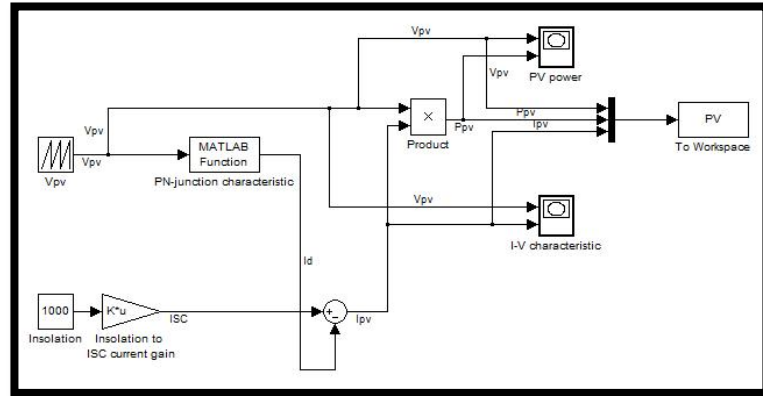 Vpv
Vpv
PV power
Vpv
Ppv
Ipv
PV
To Workspace
×
Product
Ppv
Vpv
Vpv
Vpv
MATLAB
Function
PN-junction characteristic
Vpv
I-V characteristic
Id
1000
Insolation
K*u
Insolation to
ISC current gain
ISC
+
−
Ipv